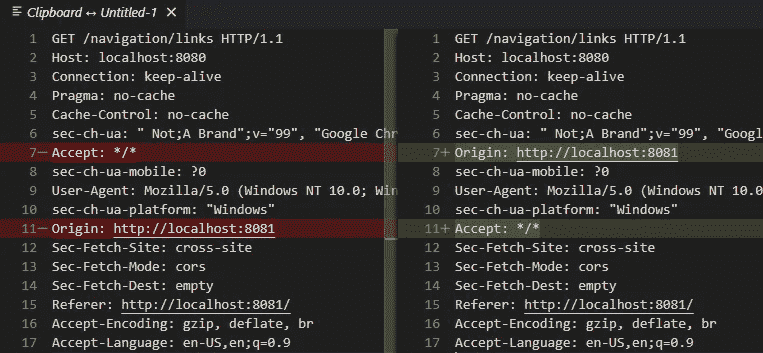 Clipboard ↔ Untitled-1 ×
1 GET /navigation/links HTTP/1.1
2 Host: localhost:8080
3 Connection: keep-alive
4 Pragma: no-cache
5 Cache-Control: no-cache
6 sec-ch-ua: " Not;A Brand";v="99", "Google Chr
7— Accept: */*
8 sec-ch-ua-mobile: ?0
9 User-Agent: Mozilla/5.0 (Windows NT 10.0; Win
10 sec-ch-ua-platform: "Windows"
11— Origin: http://localhost:8081
12 Sec-Fetch-Site: cross-site
13 Sec-Fetch-Mode: cors
14 Sec-Fetch-Dest: empty
15 Referer: http://localhost:8081/
16 Accept-Encoding: gzip, deflate, br
17 Accept-Language: en-US,en;q=0.9
1 GET /navigation/links HTTP/1.1
2 Host: localhost:8080
3 Connection: keep-alive
4 Pragma: no-cache
5 Cache-Control: no-cache
6 sec-ch-ua: " Not;A Brand";v="99", "Goog
7+ Origin: http://localhost:8081
8 sec-ch-ua-mobile: ?0
9 User-Agent: Mozilla/5.0 (Windows NT 10.0
10 sec-ch-ua-platform: "Windows"
11+ Accept: */*
12 Sec-Fetch-Site: cross-site
13 Sec-Fetch-Mode: cors
14 Sec-Fetch-Dest: empty
15 Referer: http://localhost:8081/
16 Accept-Encoding: gzip, deflate, br
17 Accept-Language: en-US,en;q=0.9